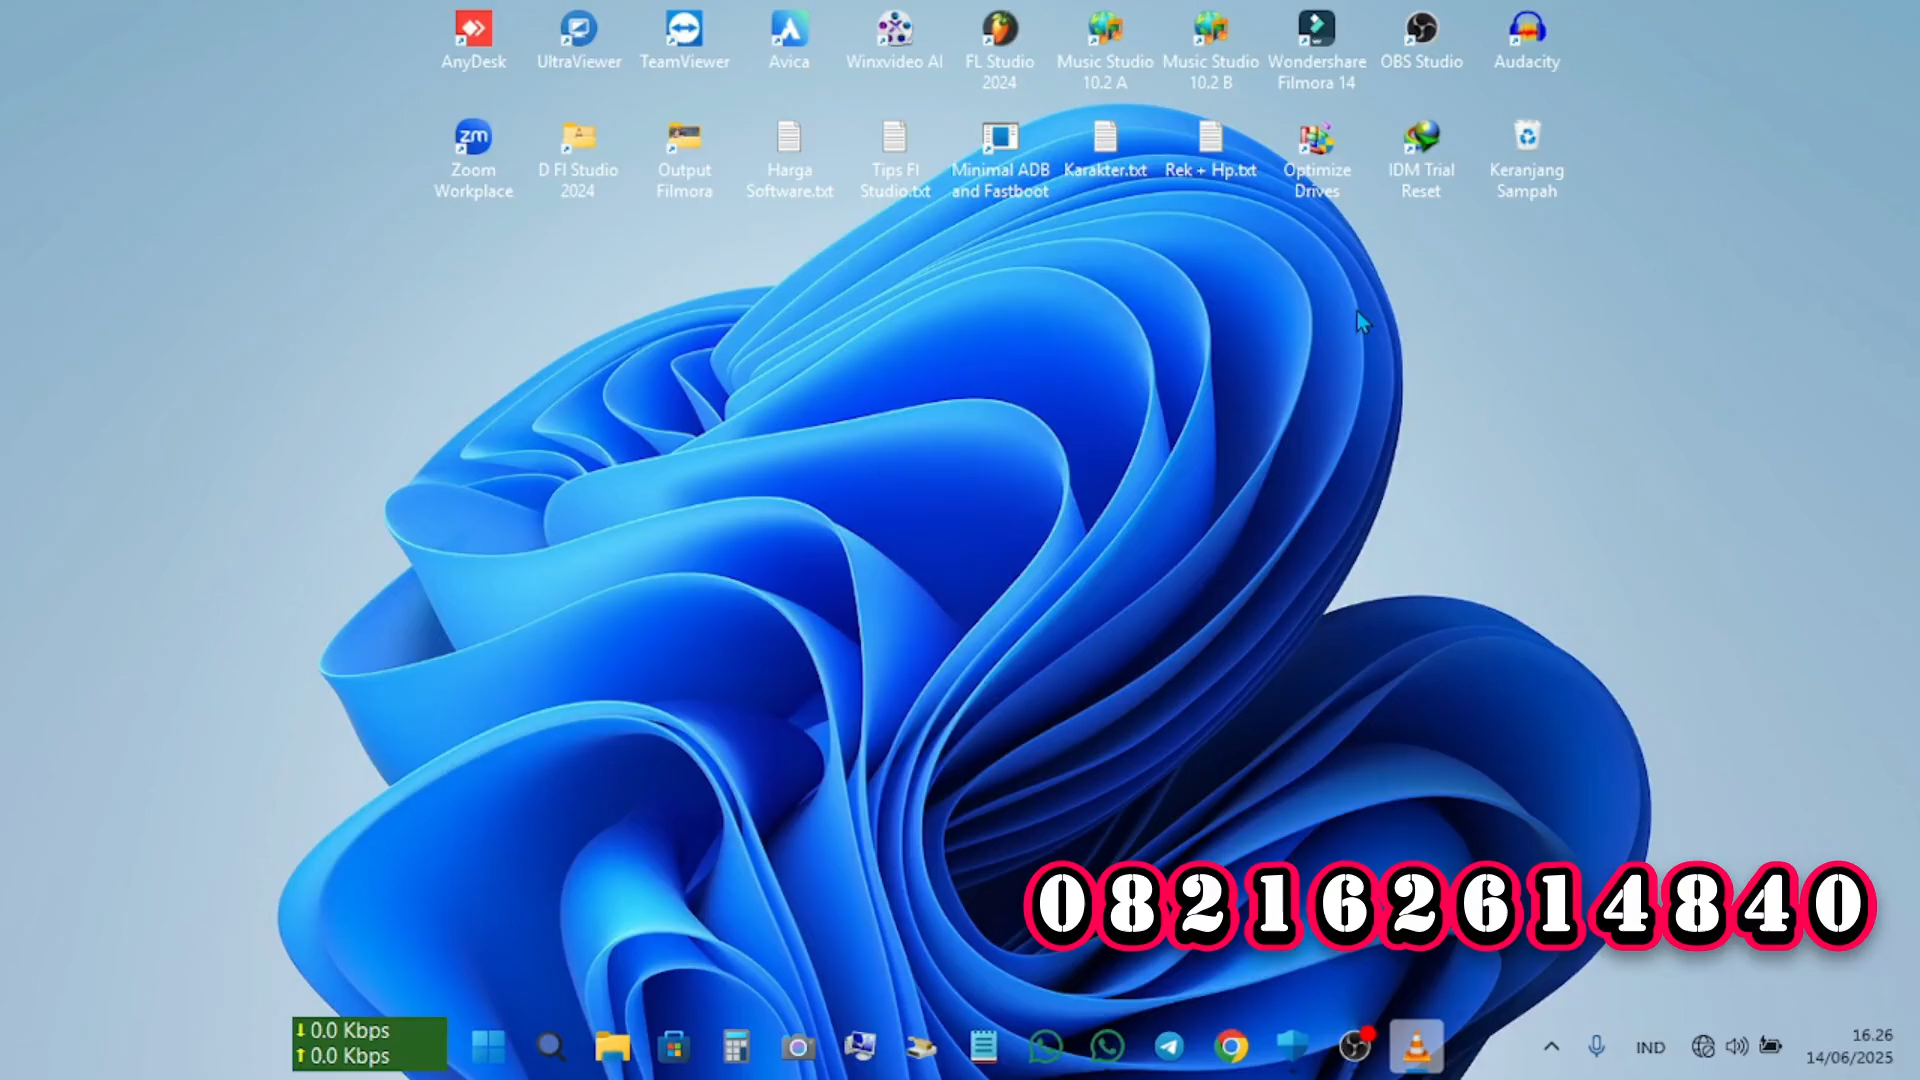 AnyDesk
UltraViewer
TeamViewer
Avica
Winxvideo AI
FL Studio
2024
Music Studio
10.2 A
Music Studio
10.2 B
Wondershare
Filmora 14
OBS Studio
Audacity
zm
Zoom
Workplace
D Fl Studio
2024
Output
Filmora
Harga
Software.txt
Tips Fl
Studio.txt
Minimal ADB
and Fastboot
Karakter.txt
Rek + Hp.txt
Optimize
Drives
IDM Trial
Reset
Keranjang
Sampah
082162614840
0.0 Kbps
0.0 Kbps
IND
16.26
14/06/2025